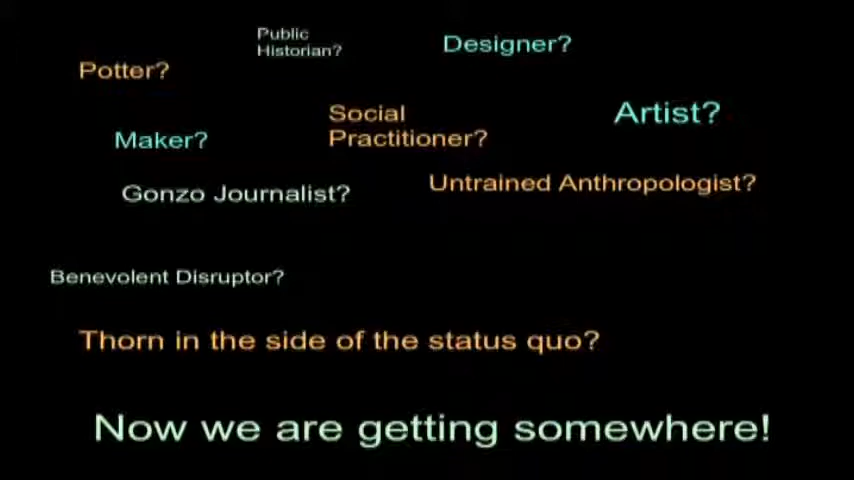 Public
Historian?
Designer?
Potter?
Social
Practitioner?
Artist?
Maker?
Gonzo Journalist?
Untrained Anthropologist?
Benevolent Disruptor?
Thorn in the side of the status quo?
Now we are getting somewhere!